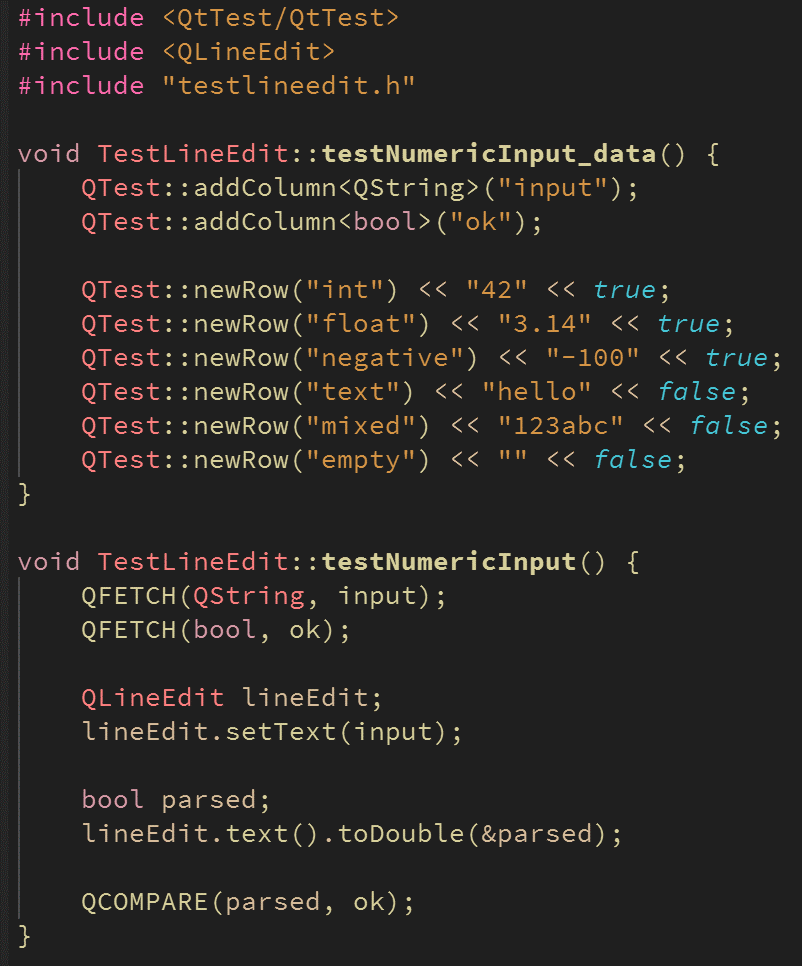 #include <QtTest/QtTest>
#include <QLineEdit>
#include "testlineedit.h"

void TestLineEdit::testNumericInput_data() {
    QTest::addColumn<QString>("input");
    QTest::addColumn<bool>("ok");

    QTest::newRow("int") << "42" << true;
    QTest::newRow("float") << "3.14" << true;
    QTest::newRow("negative") << "-100" << true;
    QTest::newRow("text") << "hello" << false;
    QTest::newRow("mixed") << "123abc" << false;
    QTest::newRow("empty") << "" << false;
}

void TestLineEdit::testNumericInput() {
    QFETCH(QString, input);
    QFETCH(bool, ok);

    QLineEdit lineEdit;
    lineEdit.setText(input);

    bool parsed;
    lineEdit.text().toDouble(&parsed);

    QCOMPARE(parsed, ok);
}